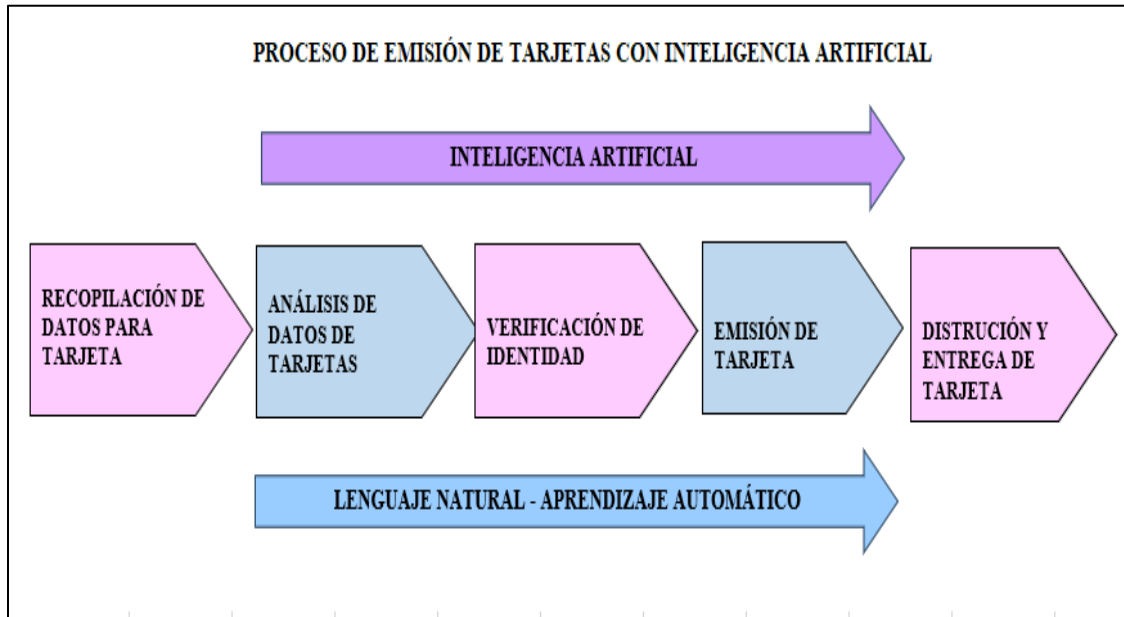 PROCESO DE EMISIÓN DE TARJETAS CON INTELIGENCIA ARTIFICIAL
INTELIGENCIA ARTIFICIAL
RECOPILACIÓN DE
DATOS PARA
TARJETA
ANÁLISIS DE
DATOS DE
TARJETAS
VERIFICACIÓN DE
IDENTIDAD
EMISIÓN DE
TARJETA
DISTRUCIÓN Y
ENTREGA DE
TARJETA
LENGUAJE NATURAL - APRENDIZAJE AUTOMÁTICO